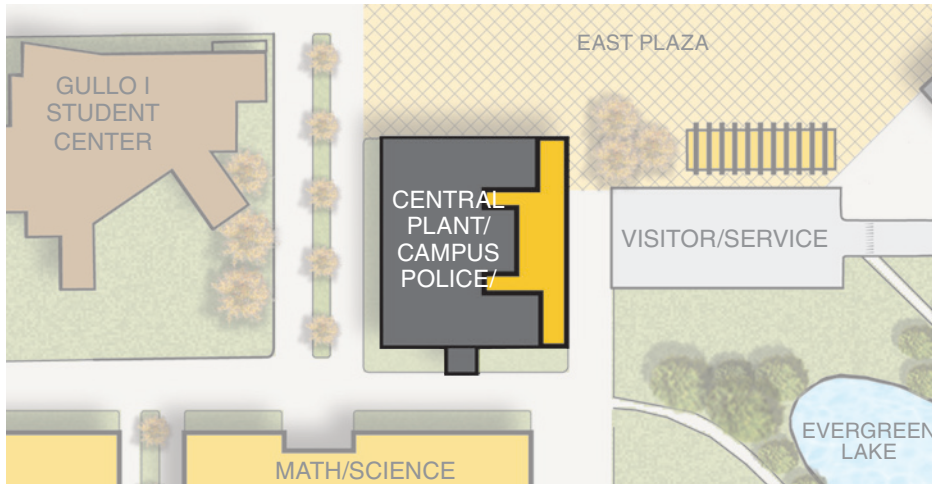 EAST PLAZA
GULLO I
STUDENT
CENTER
CENTRAL
PLANT/
CAMPUS
POLICE/
VISITOR/SERVICE
EVERGREEN
LAKE
MATH/SCIENCE